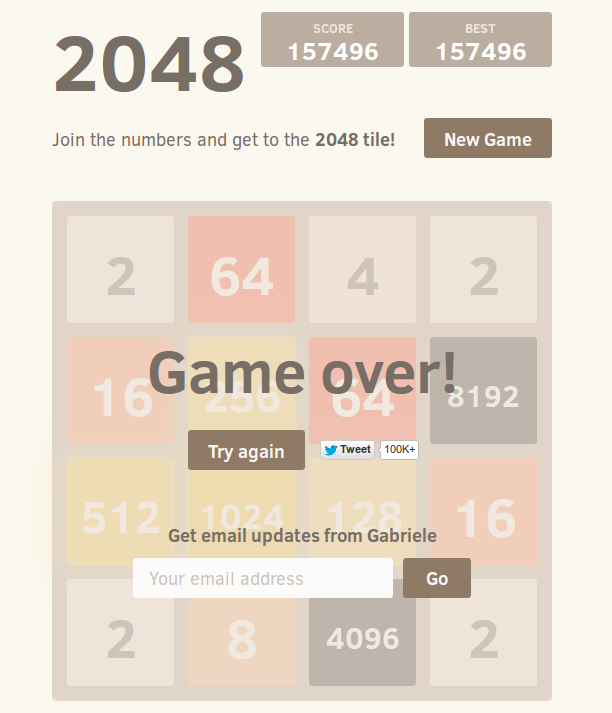 2048
SCORE BEST
157496 157496
Join the numbers and get to the 2048 tile!
New Game
2 64 4 2
Game over!
16 256 64 8192
Try again
Tweet 100K+
512 1024 128 16
Get email updates from Gabriele
Your email address Go
2 8 4096 2